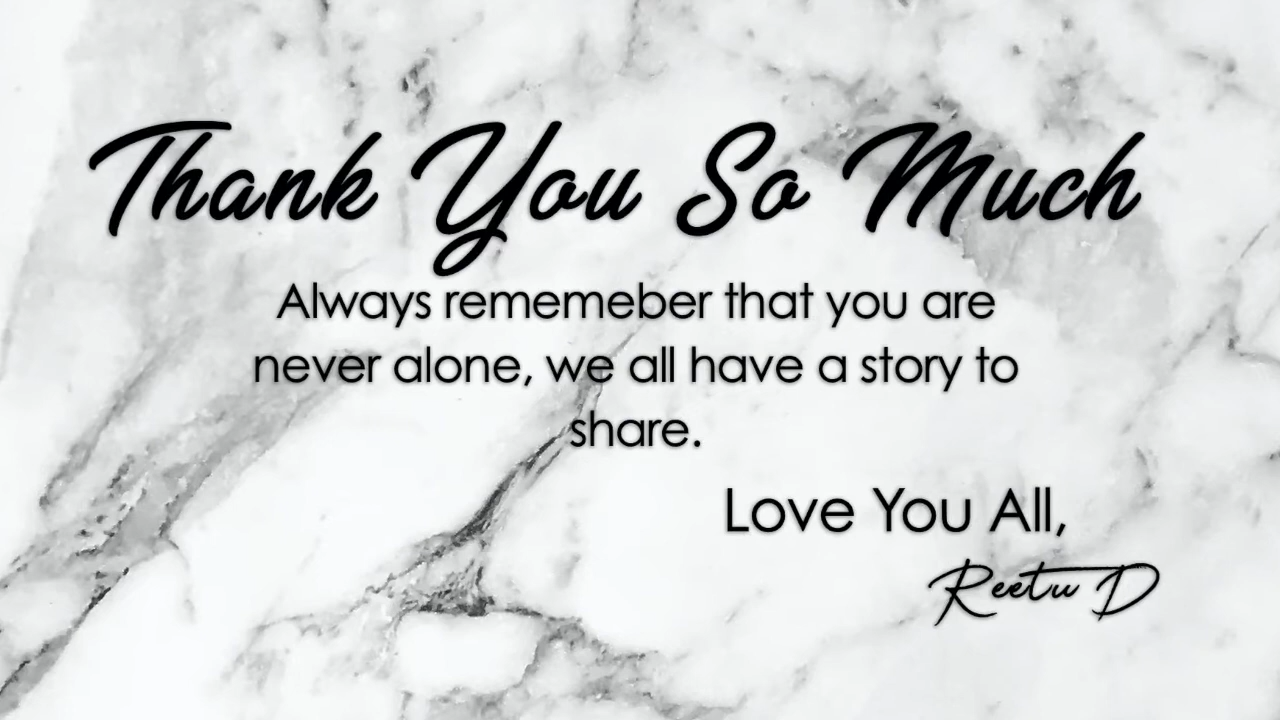 Thank You So Much
Always rememeber that you are
never alone, we all have a story to
share.
Love You All,
Reetu D